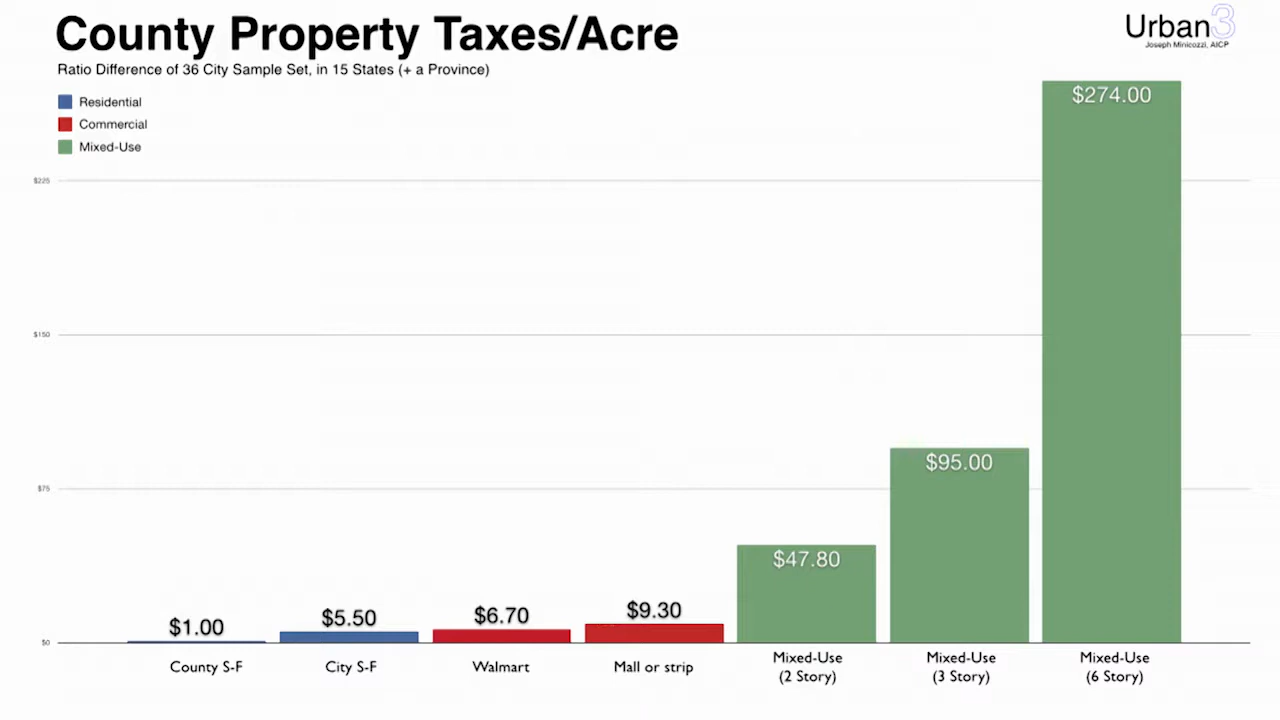 County Property Taxes/Acre
Ratio Difference of 36 City Sample Set, in 15 States (+ a Province)
Urban3
Joseph Minicozzi, AICP
Residential
Commercial
Mixed-Use
$225
$150
$75
$0
$1.00
$5.50
$6.70
$9.30
$47.80
$95.00
$274.00
County S-F
City S-F
Walmart
Mall or strip
Mixed-Use
(2 Story)
Mixed-Use
(3 Story)
Mixed-Use
(6 Story)